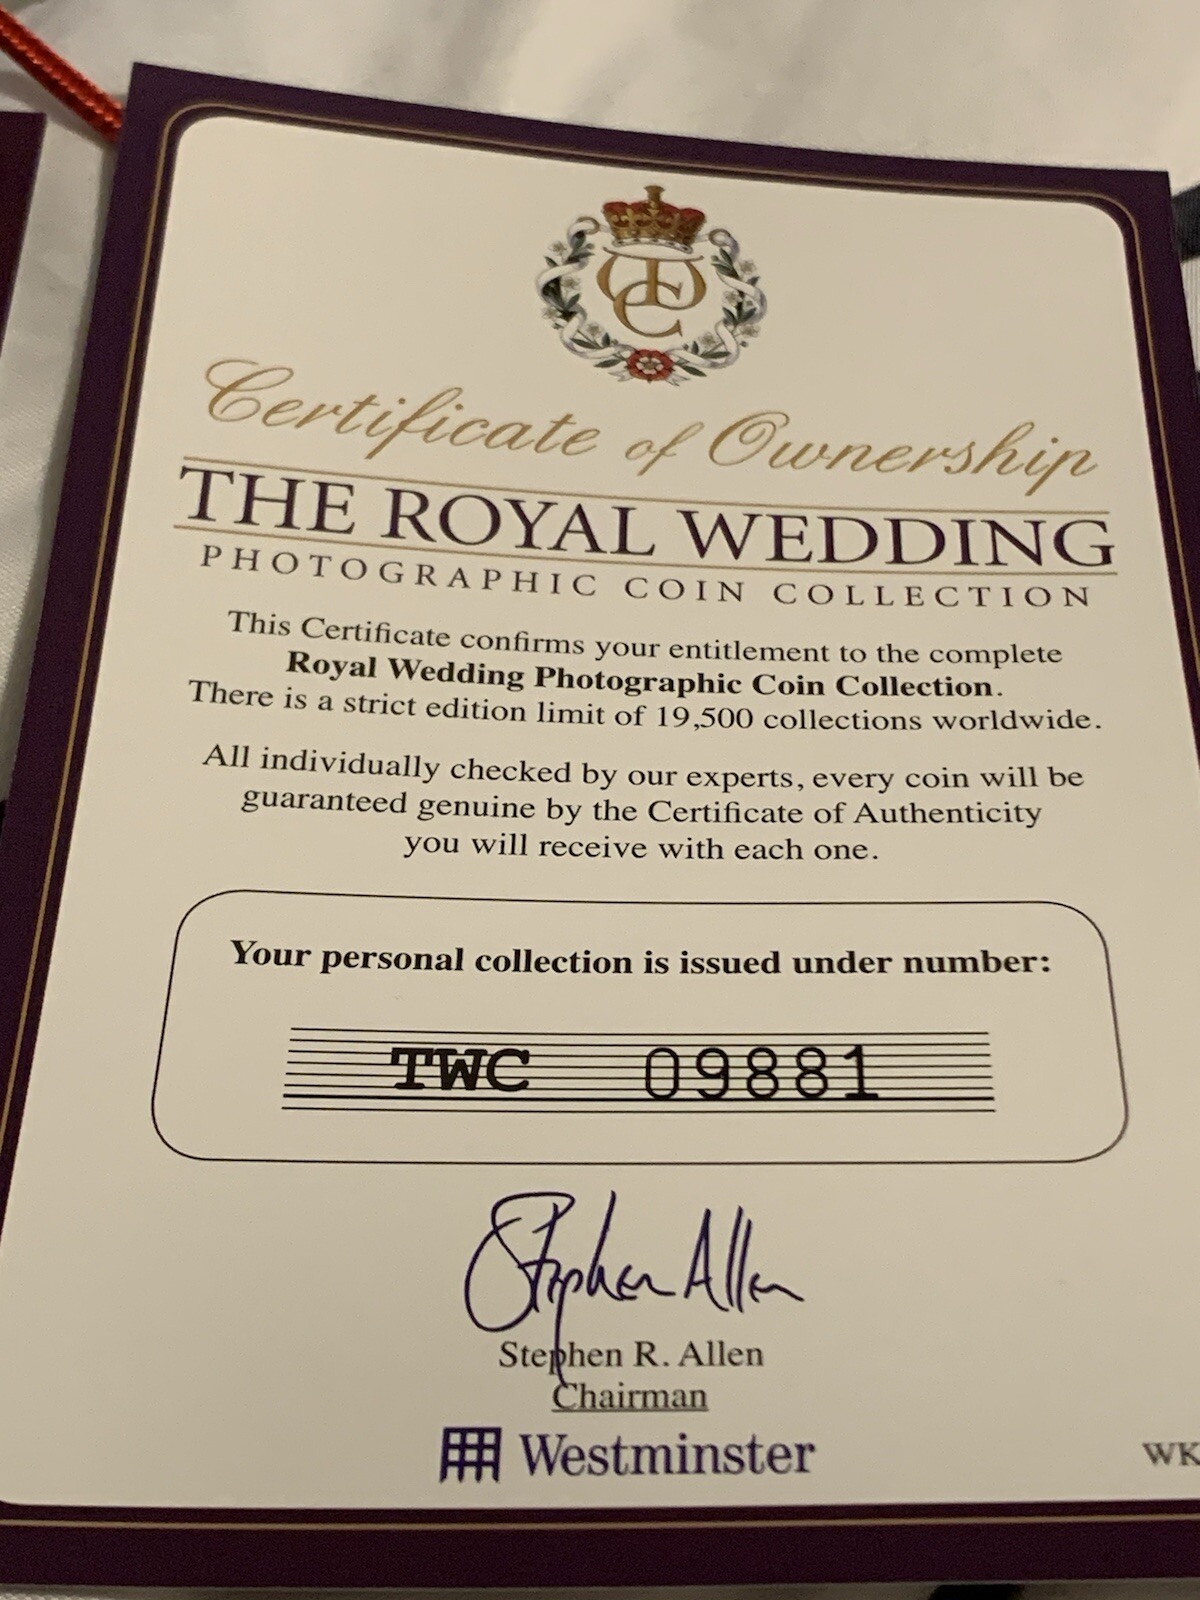 Certificate of Ownership
THE ROYAL WEDDING
PHOTOGRAPHIC COIN COLLECTION
This Certificate confirms your entitlement to the complete
Royal Wedding Photographic Coin Collection.
There is a strict edition limit of 19,500 collections worldwide.
All individually checked by our experts, every coin will be
guaranteed genuine by the Certificate of Authenticity
you will receive with each one.
Your personal collection is issued under number:
TWC 09881
Stephen Allen
Stephen R. Allen
Chairman
Westminster
WK